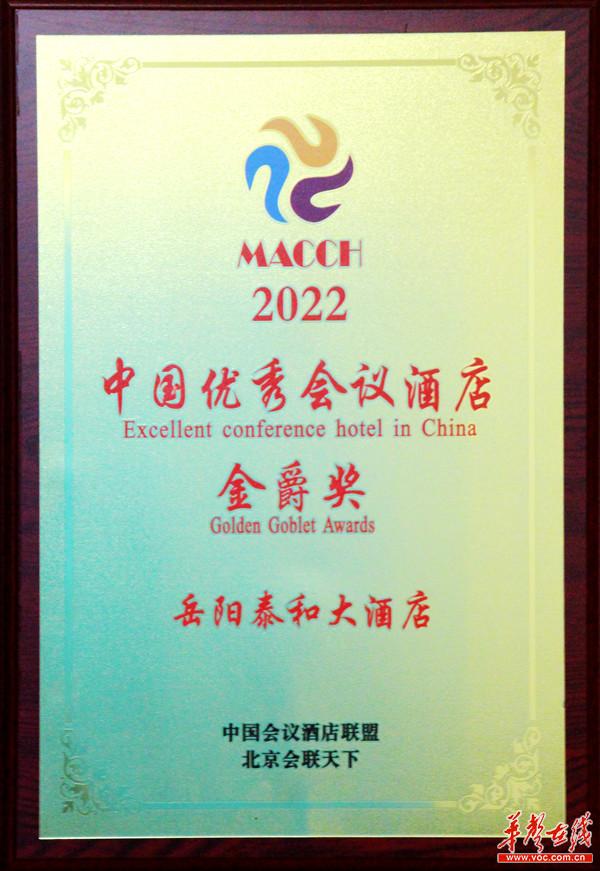 MACCH
2022
中国优秀会议酒店
Excellent conference hotel in China
金爵奖
Golden Goblet Awards
岳阳泰和大酒店
中国会议酒店联盟
北京会联天下
华声在线
www.voc.com.cn